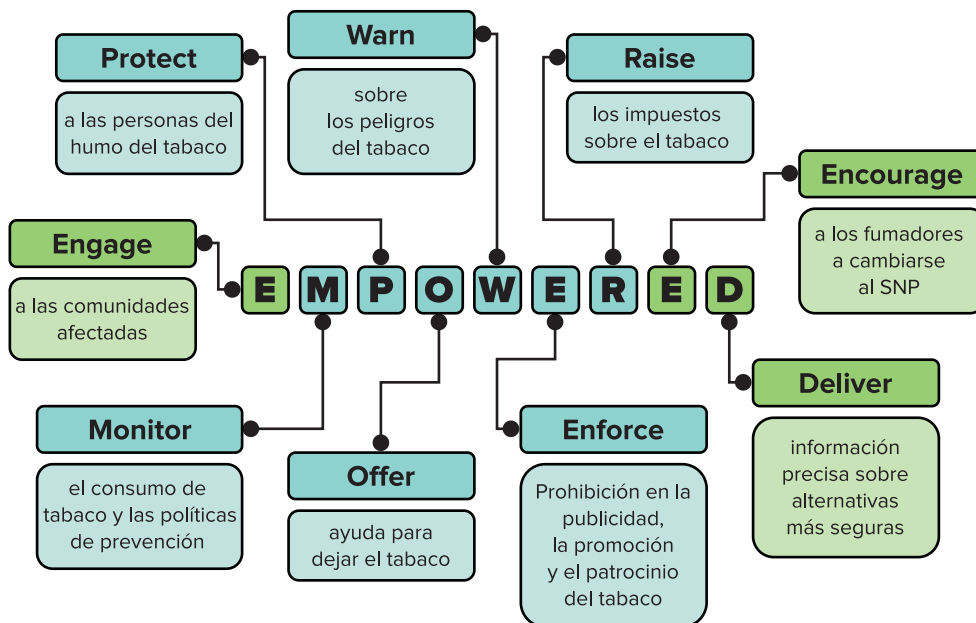 Protect
a las personas del
humo del tabaco
Warn
sobre
los peligros
del tabaco
Raise
los impuestos
sobre el tabaco
Encourage
a los fumadores
a cambiarse
al SNP
Engage
a las comunidades
afectadas
EMPOWERED
Monitor
el consumo de
tabaco y las políticas
de prevención
Offer
ayuda para
dejar el tabaco
Enforce
Prohibición en la
publicidad,
la promoción
y el patrocinio
del tabaco
Deliver
información
precisa sobre
alternativas
más seguras